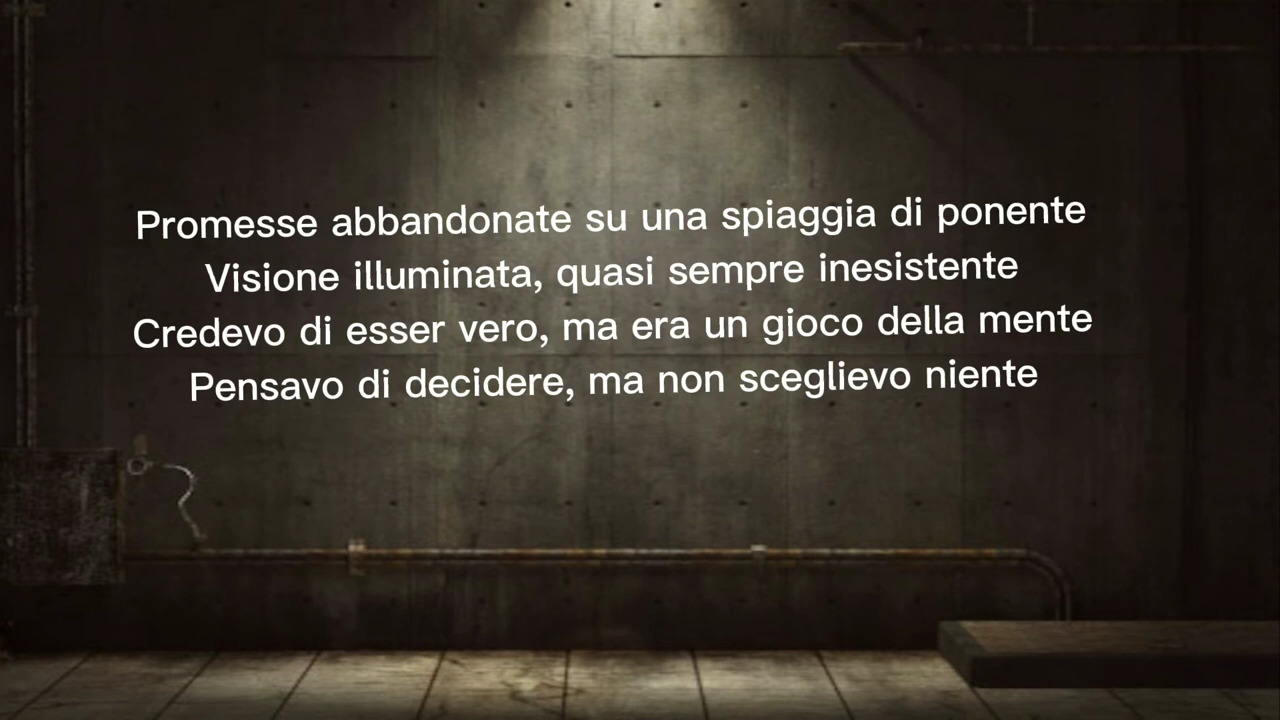 Promesse abbandonate su una spiaggia di ponente
Visione illuminata, quasi sempre inesistente
Credevo di esser vero, ma era un gioco della mente
Pensavo di decidere, ma non sceglievo niente